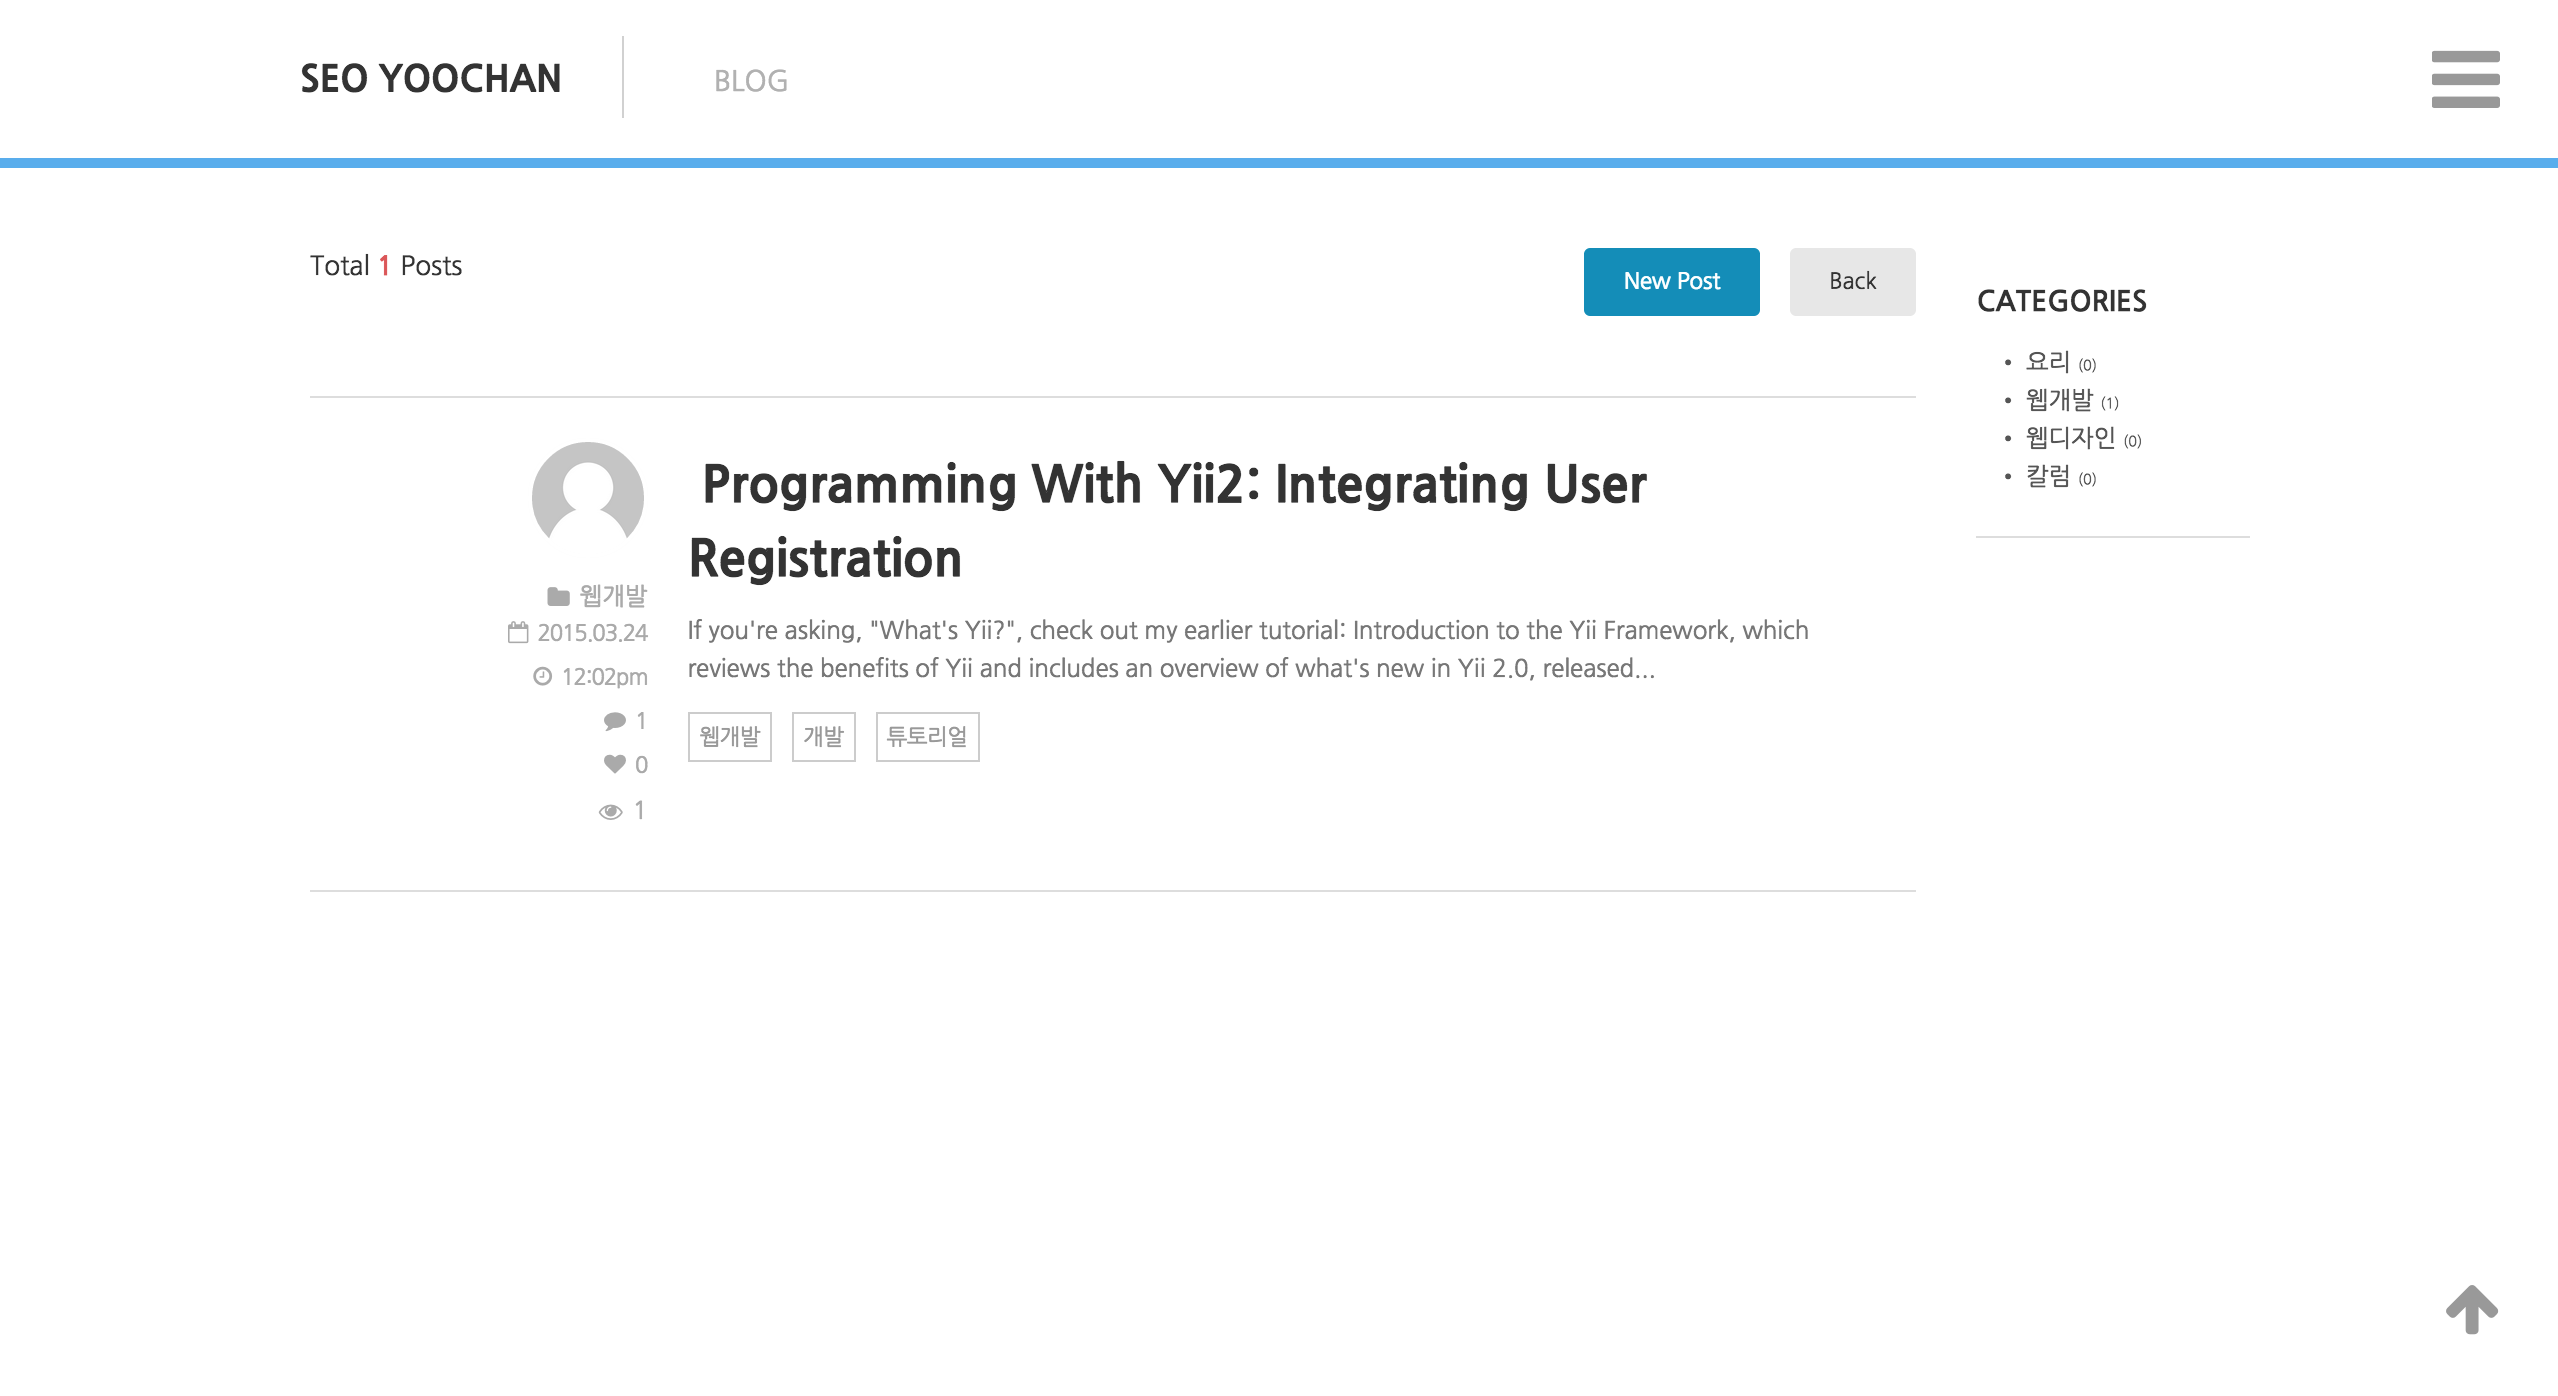 SEO YOOCHAN
BLOG
Total 1 Posts
New Post
Back
Programming With Yii2: Integrating User
Registration
If you're asking, "What's Yii?", check out my earlier tutorial: Introduction to the Yii Framework, which
reviews the benefits of Yii and includes an overview of what's new in Yii 2.0, released...
웹개발 개발 튜토리얼
웹개발
2015.03.24
12:02pm
1
0
1
CATEGORIES
• 요리 (0)
• 웹개발 (1)
• 웹디자인 (0)
• 칼럼 (0)